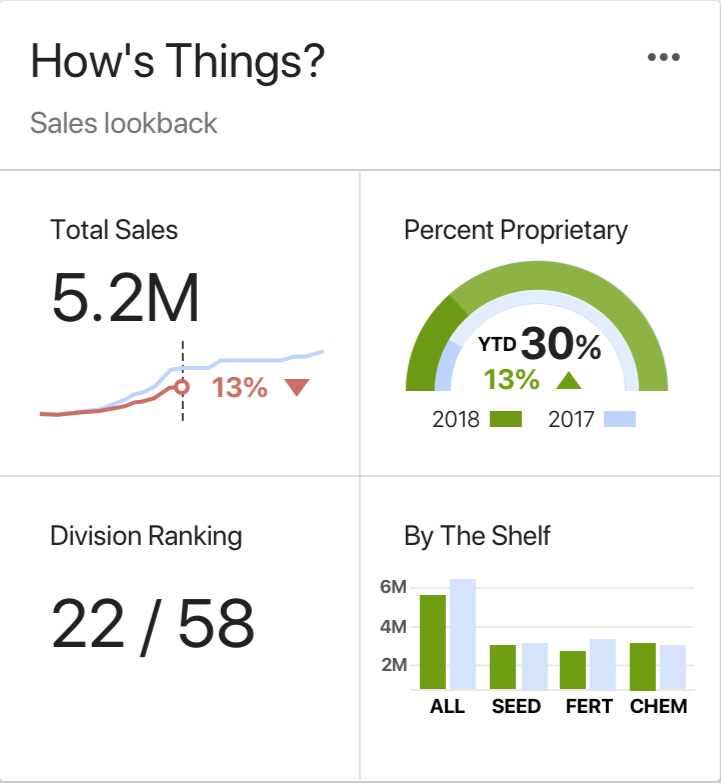 How's Things?
Sales lookback
Total Sales
5.2M
13%
Percent Proprietary
YTD 30%
13%
2018 2017
Division Ranking
22 / 58
By The Shelf
6M
4M
2M
ALL SEED FERT CHEM